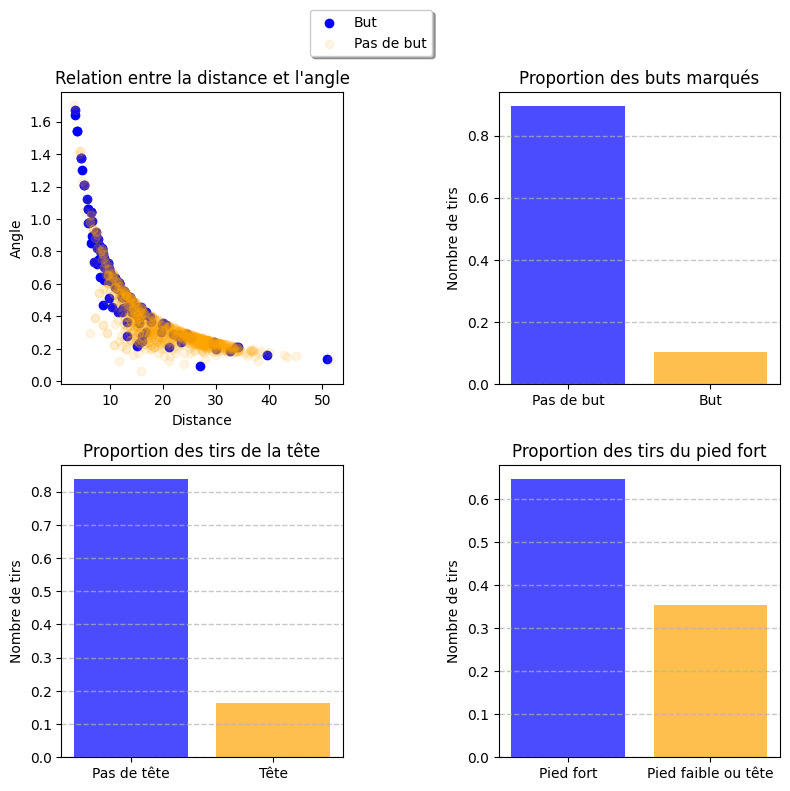 But
Pas de but
Relation entre la distance et l'angle
1.6
1.4
1.2
1.0
0.8
0.6
0.4
0.2
0.0
Angle
10 20 30 40 50
Distance
Proportion des buts marqués
0.8
0.6
0.4
0.2
0.0
Nombre de tirs
Pas de but But
Proportion des tirs de la tête
0.8
0.7
0.6
0.5
0.4
0.3
0.2
0.1
0.0
Nombre de tirs
Pas de tête Tête
Proportion des tirs du pied fort
0.6
0.5
0.4
0.3
0.2
0.1
0.0
Nombre de tirs
Pied fort Pied faible ou tête